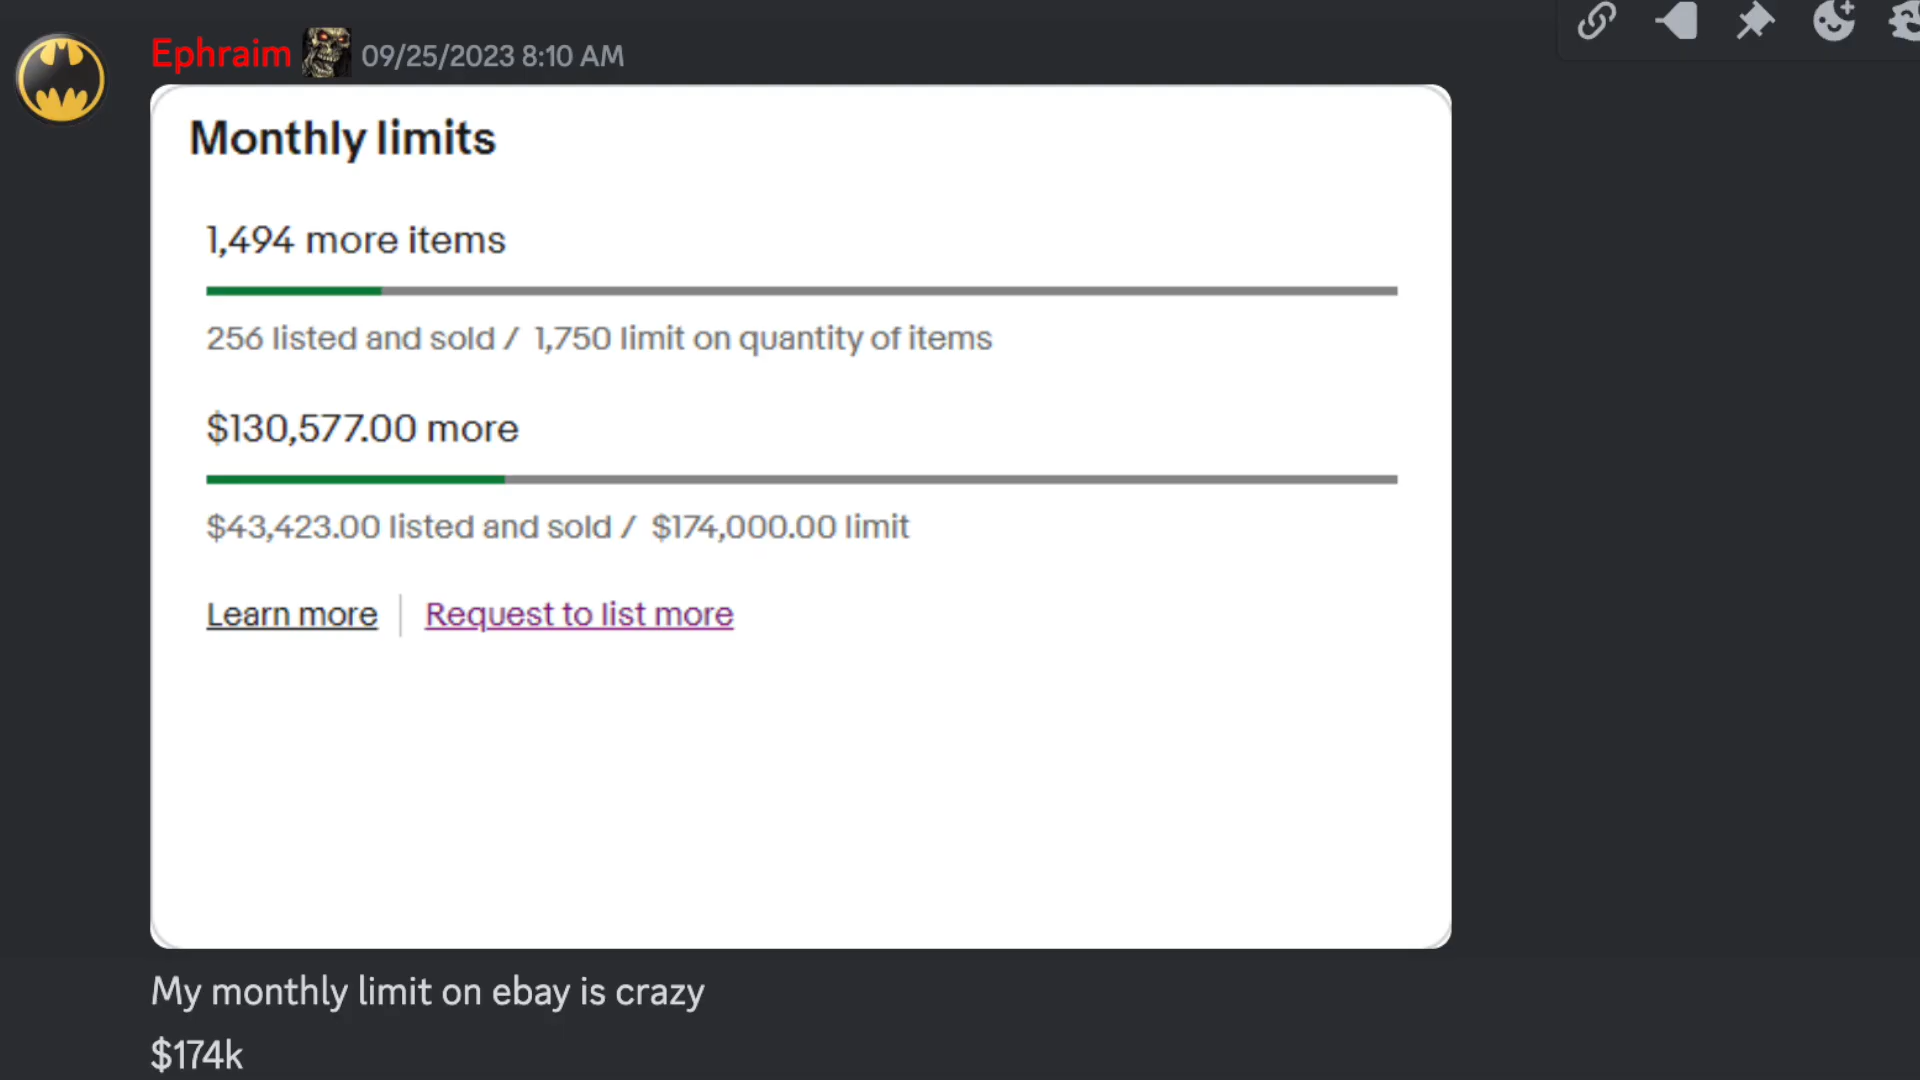 Ephraim 09/25/2023 8:10 AM
Monthly limits
1,494 more items
256 listed and sold / 1,750 limit on quantity of items
$130,577.00 more
$43,423.00 listed and sold / $174,000.00 limit
Learn more Request to list more
My monthly limit on ebay is crazy
$174k